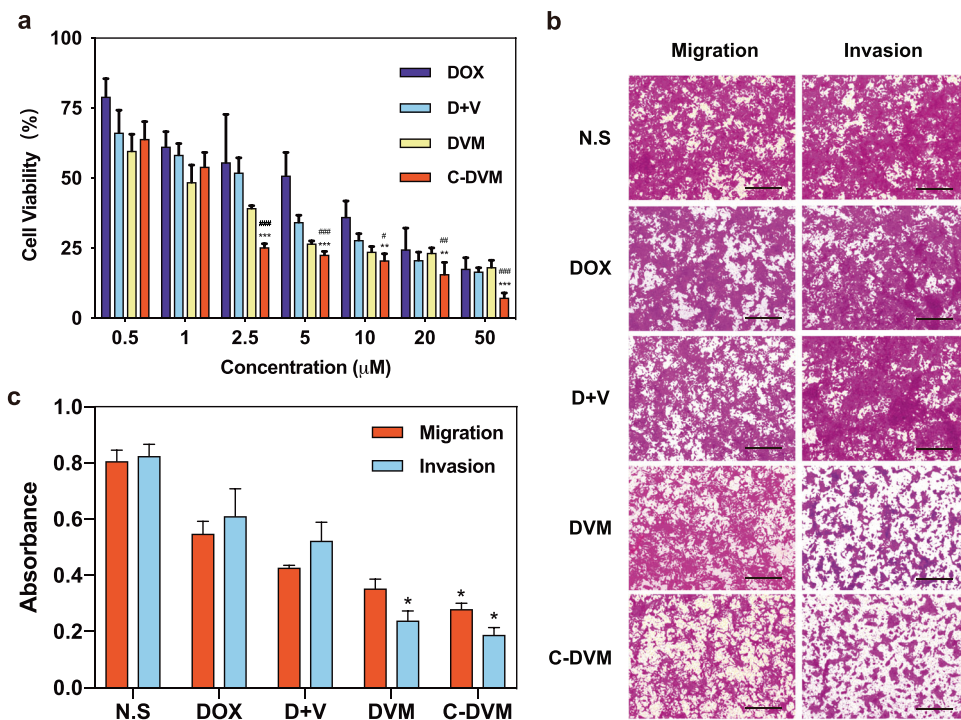 a
100
75
50
25
0
Cell Viability (%)
DOX
D+V
DVM
C-DVM
###
***
###
***
#
**
##
**
###
***
0.5 1 2.5 5 10 20 50
Concentration (μM)
b
Migration Invasion
N.S
DOX
D+V
DVM
C-DVM
c
1.0
0.8
0.6
0.4
0.2
0.0
Absorbance
Migration
Invasion
*
* *
N.S DOX D+V DVM C-DVM